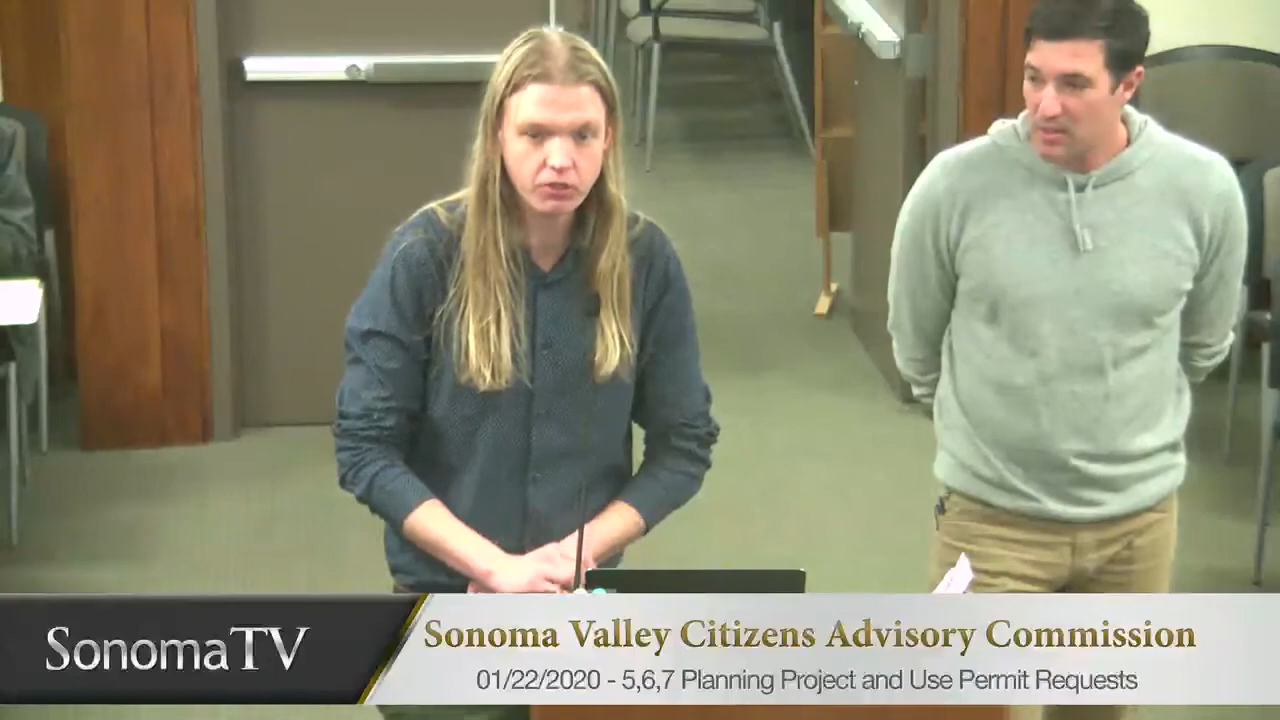 SonomaTV
Sonoma Valley Citizens Advisory Commission
01/22/2020 - 5,6,7 Planning Project and Use Permit Requests